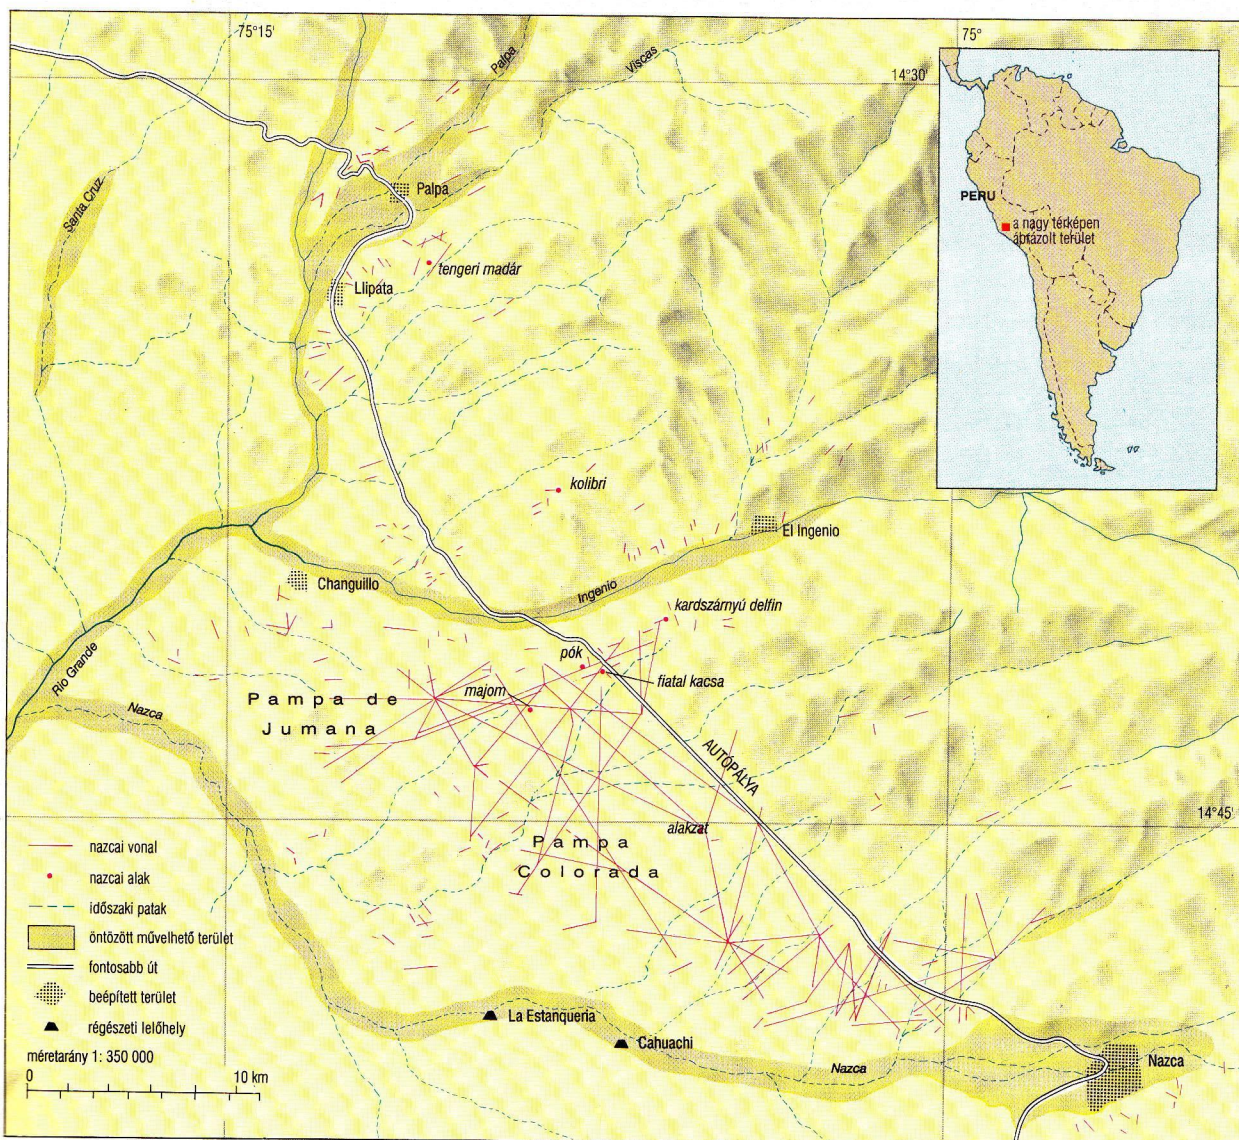 75°15'
75°
14°30'
Palpa
Viscas
Santa Cruz
Palpa
tengeri madár
Llipata
PERU
a nagy térképen
ábrázolt terület
kolibri
El Ingenio
Changuillo
Ingenio
kardszárnyú delfin
Rio Grande
pók
fiatal kacsa
majom
Pampa de
Jumana
Nazca
AUTÓPÁLYA
14°45'
alakzat
Pampa
Colorada
nazcai vonal
nazcai alak
időszaki patak
öntözött művelhető terület
fontosabb út
beépített terület
régészeti lelőhely
méretarány 1: 350 000
0 10 km
La Estanqueria
Cahuachi
Nazca
Nazca